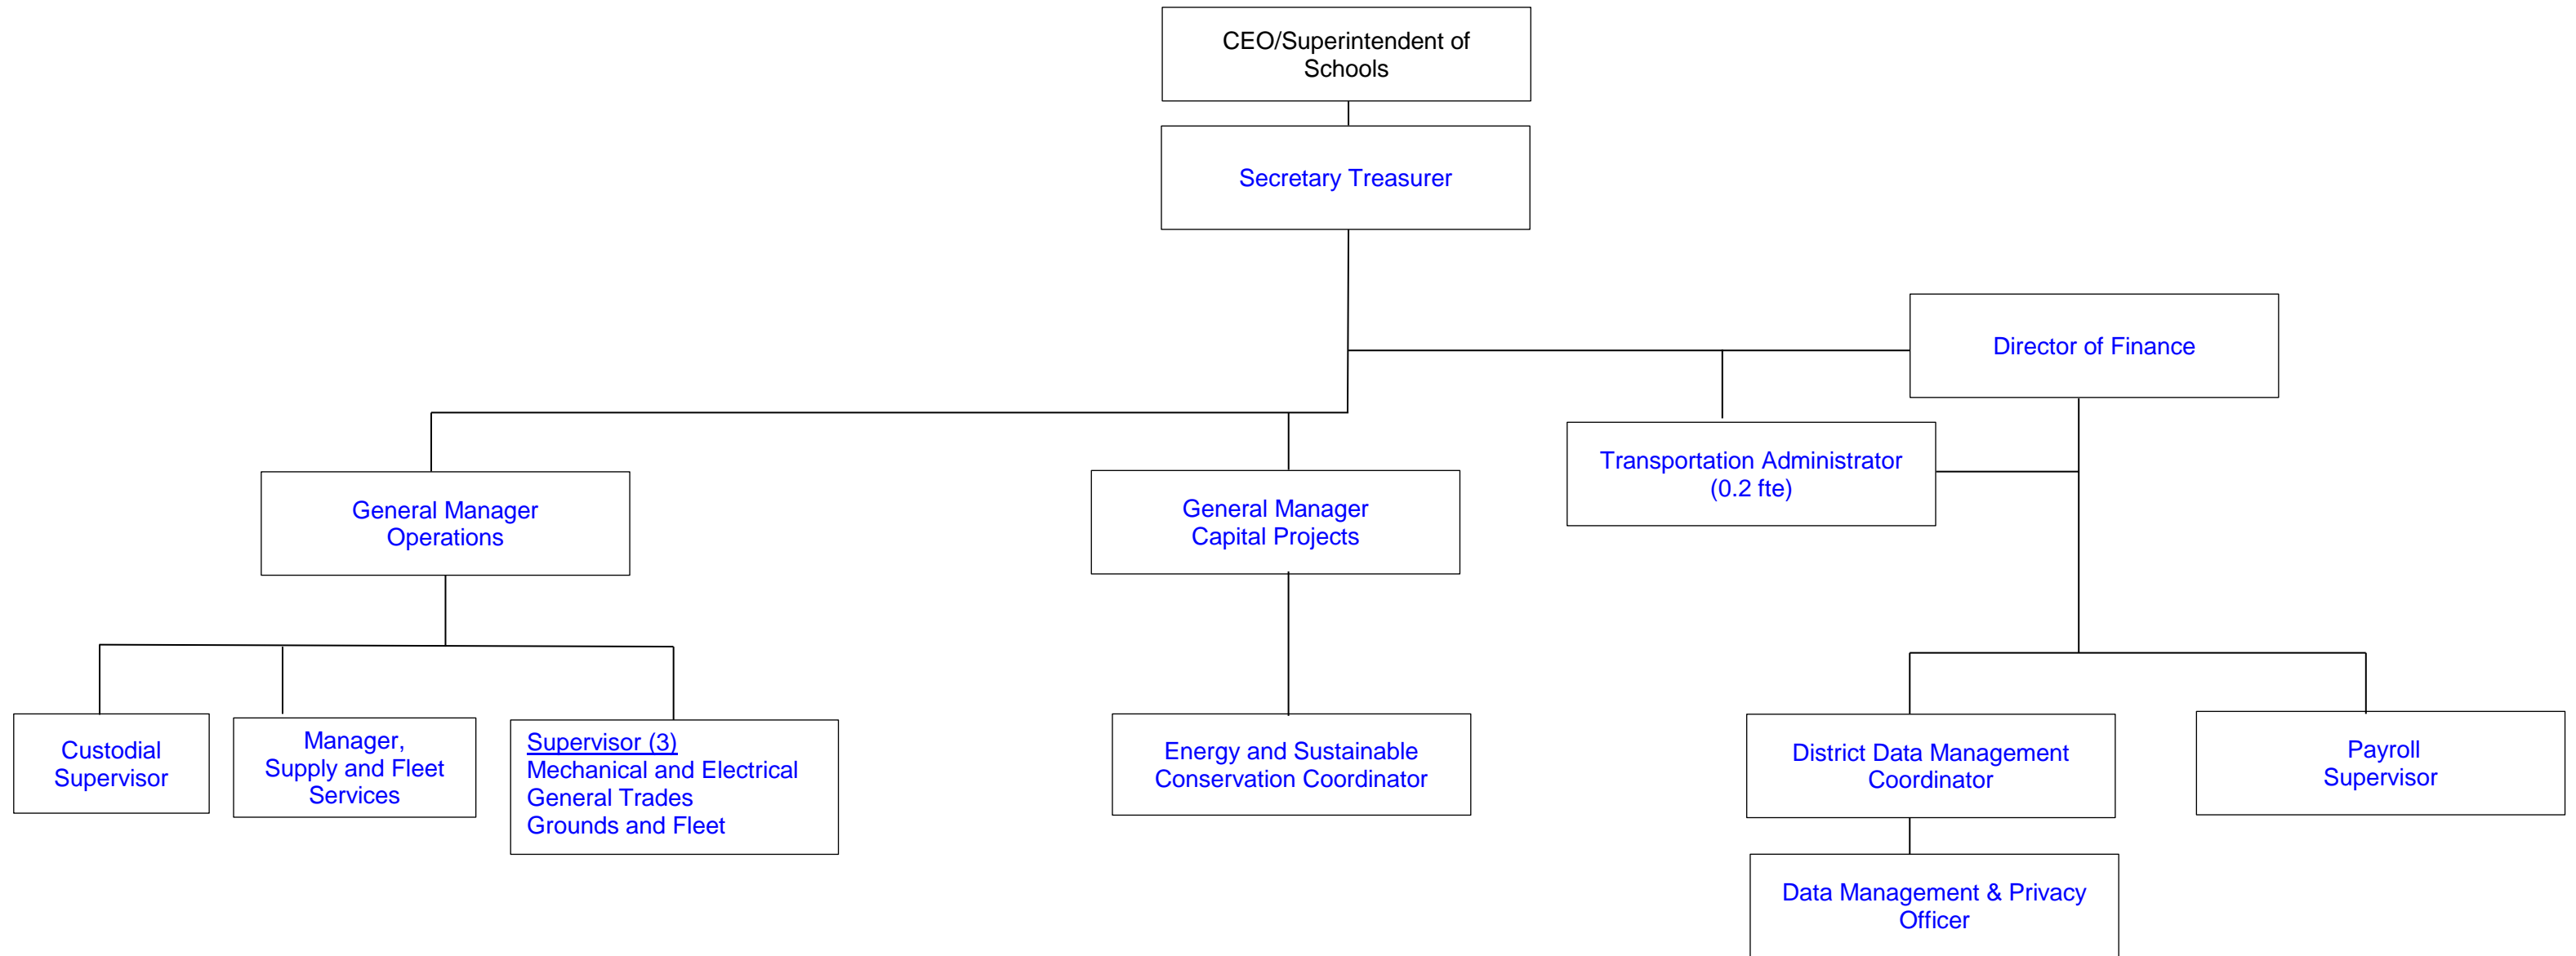 CEO/Superintendent of
Schools
Secretary Treasurer
Director of Finance
Transportation Administrator
(0.2 fte)
General Manager
Operations
General Manager
Capital Projects
Custodial
Supervisor
Manager,
Supply and Fleet
Services
Supervisor (3)
Mechanical and Electrical
General Trades
Grounds and Fleet
Energy and Sustainable
Conservation Coordinator
District Data Management
Coordinator
Payroll
Supervisor
Data Management & Privacy
Officer